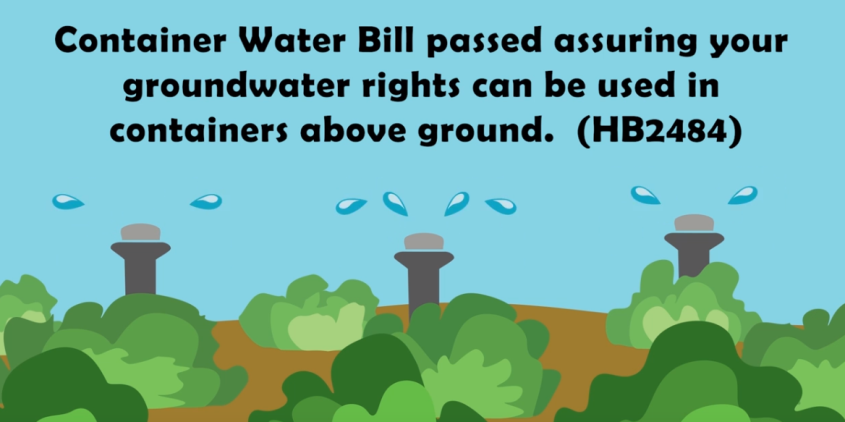 Container Water Bill passed assuring your
groundwater rights can be used in
containers above ground.  (HB2484)